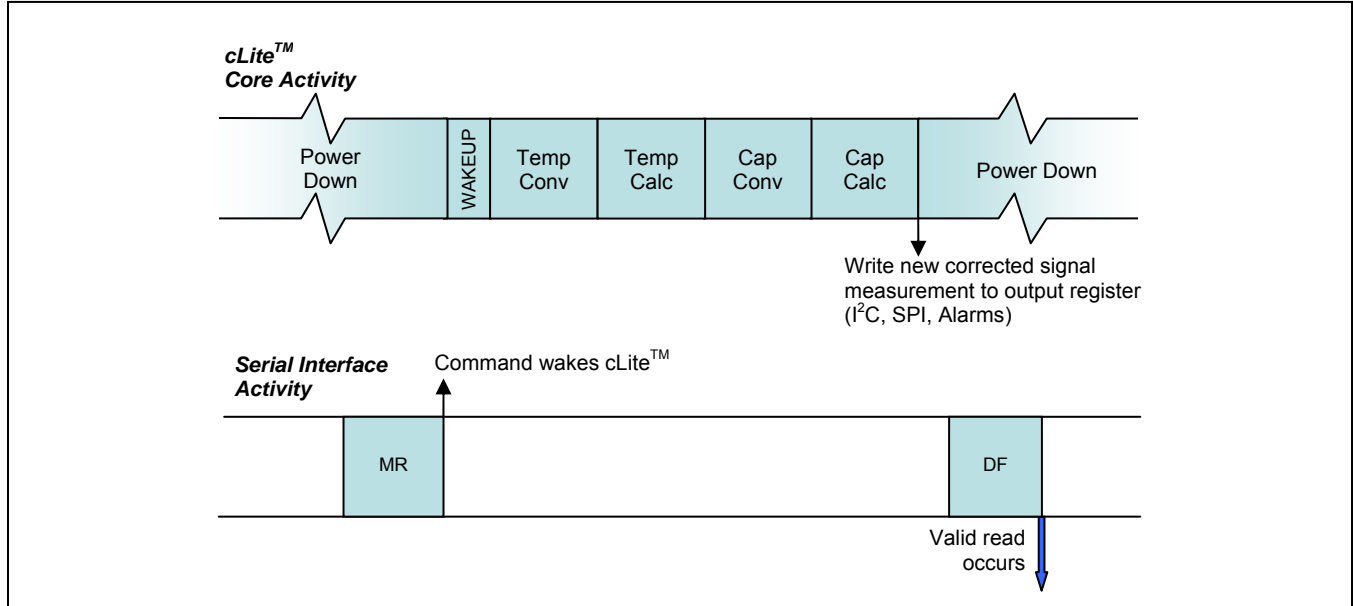 cLite™
Core Activity
Power
Down
WAKEUP
Temp
Conv
Temp
Calc
Cap
Conv
Cap
Calc
Power Down
Write new corrected signal
measurement to output register
(I²C, SPI, Alarms)
Serial Interface
Activity
Command wakes cLite™
MR
DF
Valid read
occurs